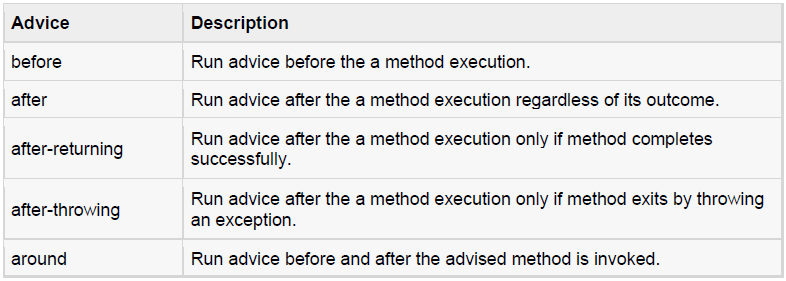 Advice Description
before Run advice before the a method execution.
after Run advice after the a method execution regardless of its outcome.
after-returning Run advice after the a method execution only if method completes
successfully.
after-throwing Run advice after the a method execution only if method exits by throwing
an exception.
around Run advice before and after the advised method is invoked.